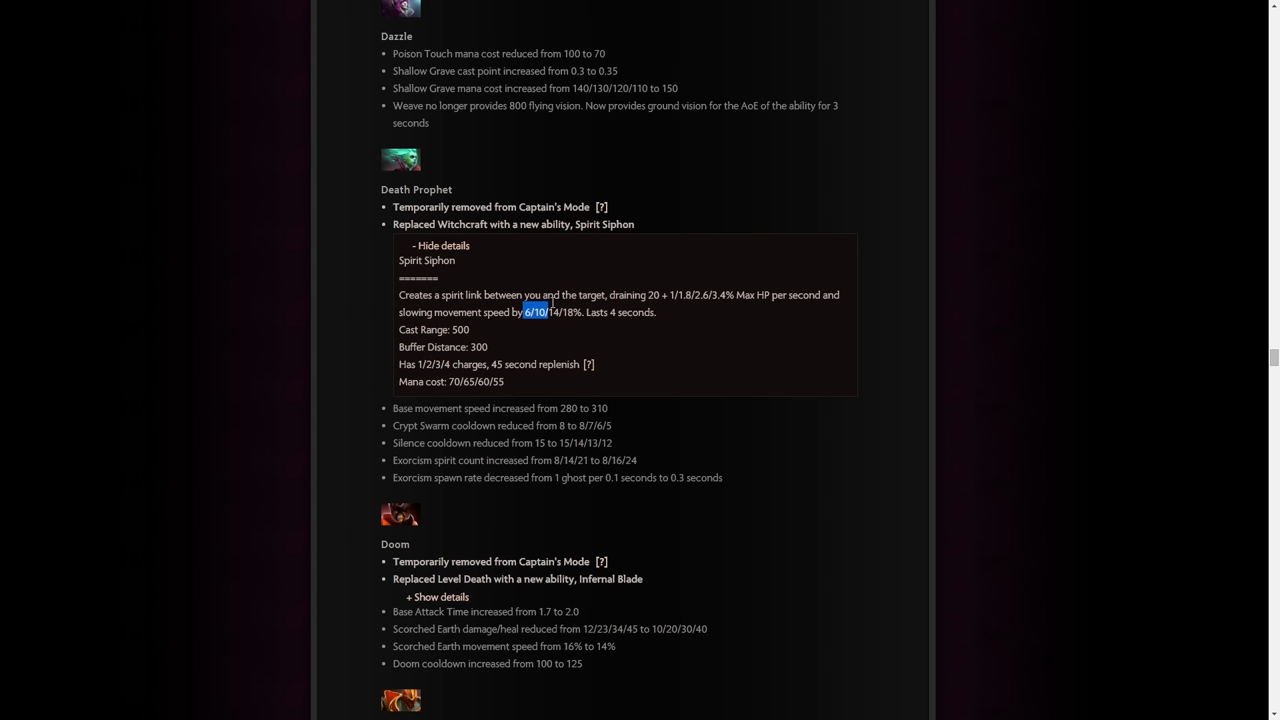 Dazzle
• Poison Touch mana cost reduced from 100 to 70
• Shallow Grave cast point increased from 0.3 to 0.35
• Shallow Grave mana cost increased from 140/130/120/110 to 150
• Weave no longer provides 800 flying vision. Now provides ground vision for the AoE of the ability for 3
seconds
Death Prophet
• Temporarily removed from Captain's Mode [?]
• Replaced Witchcraft with a new ability, Spirit Siphon
- Hide details
Spirit Siphon
=======
Creates a spirit link between you and the target, draining 20 + 1/1.8/2.6/3.4% Max HP per second and
slowing movement speed by 6/10/14/18%. Lasts 4 seconds.
Cast Range: 500
Buffer Distance: 300
Has 1/2/3/4 charges, 45 second replenish [?]
Mana cost: 70/65/60/55
• Base movement speed increased from 280 to 310
• Crypt Swarm cooldown reduced from 8 to 8/7/6/5
• Silence cooldown reduced from 15 to 15/14/13/12
• Exorcism spirit count increased from 8/14/21 to 8/16/24
• Exorcism spawn rate decreased from 1 ghost per 0.1 seconds to 0.3 seconds
Doom
• Temporarily removed from Captain's Mode [?]
• Replaced Level Death with a new ability, Infernal Blade
+ Show details
• Base Attack Time increased from 1.7 to 2.0
• Scorched Earth damage/heal reduced from 12/23/34/45 to 10/20/30/40
• Scorched Earth movement speed from 16% to 14%
• Doom cooldown increased from 100 to 125